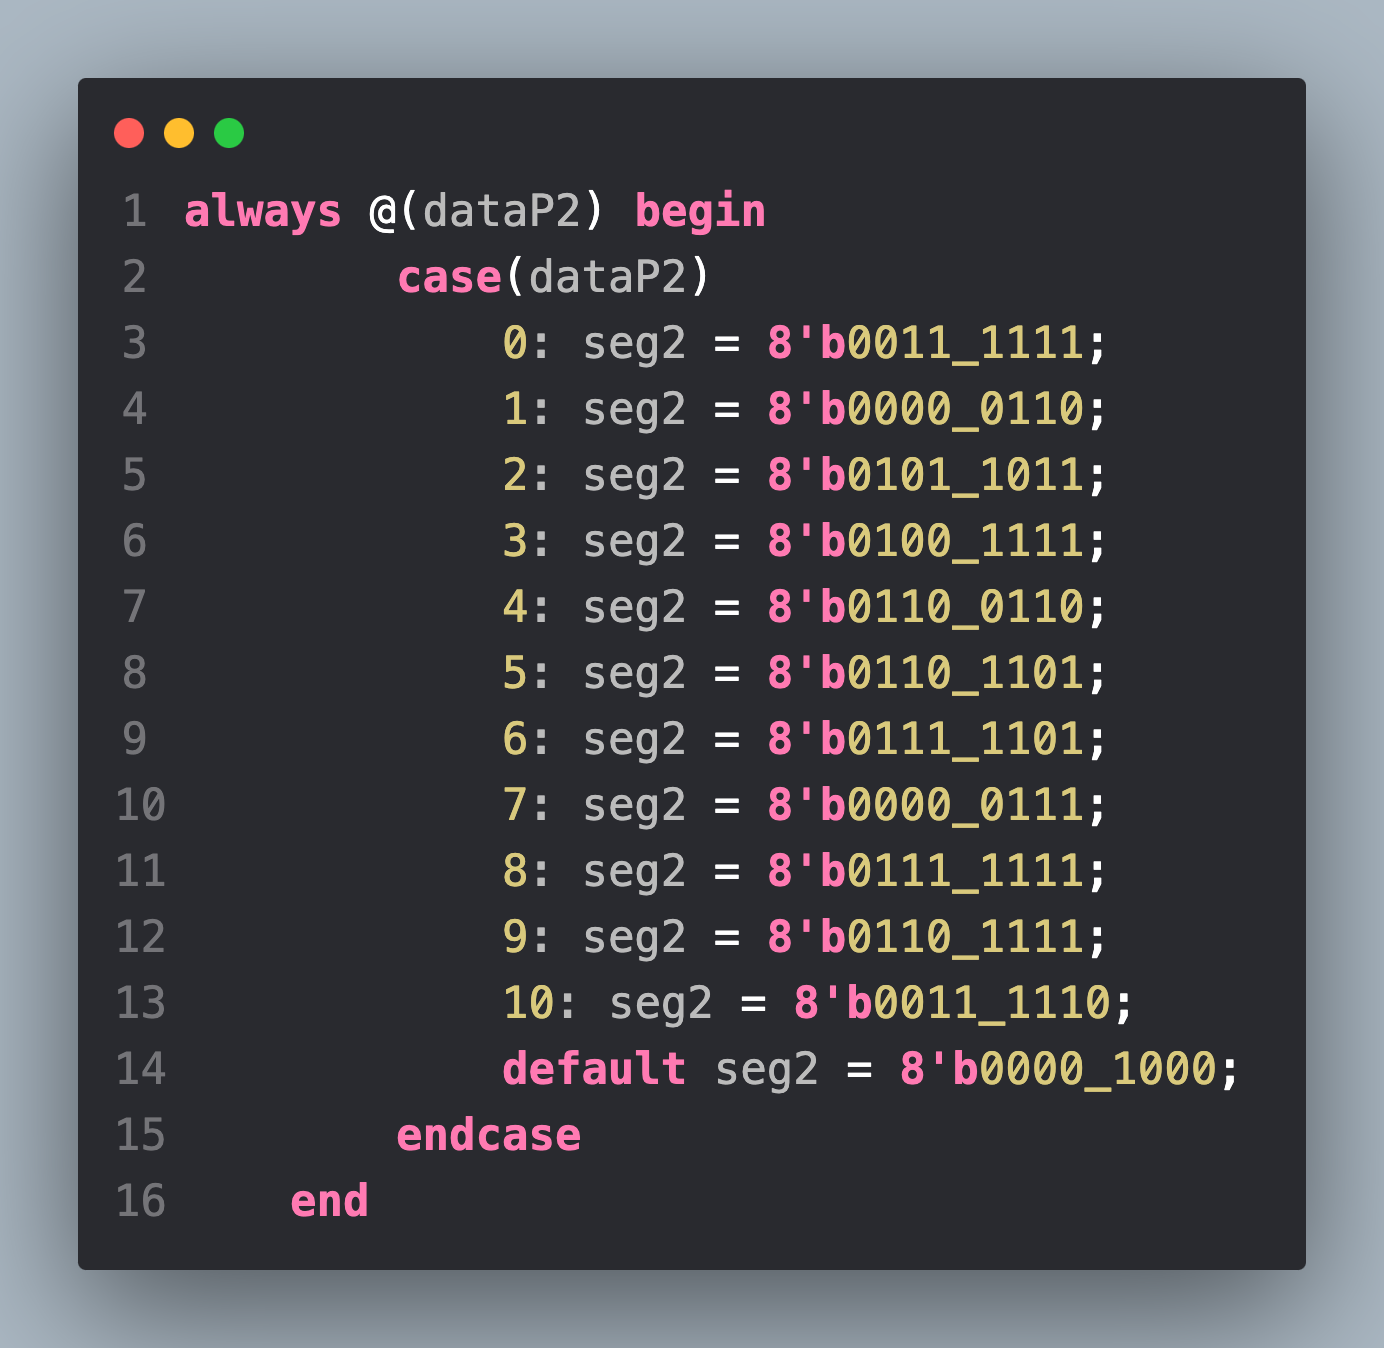 1 always @(dataP2) begin
2         case(dataP2)
3             0: seg2 = 8'b0011_1111;
4             1: seg2 = 8'b0000_0110;
5             2: seg2 = 8'b0101_1011;
6             3: seg2 = 8'b0100_1111;
7             4: seg2 = 8'b0110_0110;
8             5: seg2 = 8'b0110_1101;
9             6: seg2 = 8'b0111_1101;
10             7: seg2 = 8'b0000_0111;
11             8: seg2 = 8'b0111_1111;
12             9: seg2 = 8'b0110_1111;
13             10: seg2 = 8'b0011_1110;
14             default seg2 = 8'b0000_1000;
15         endcase
16     end